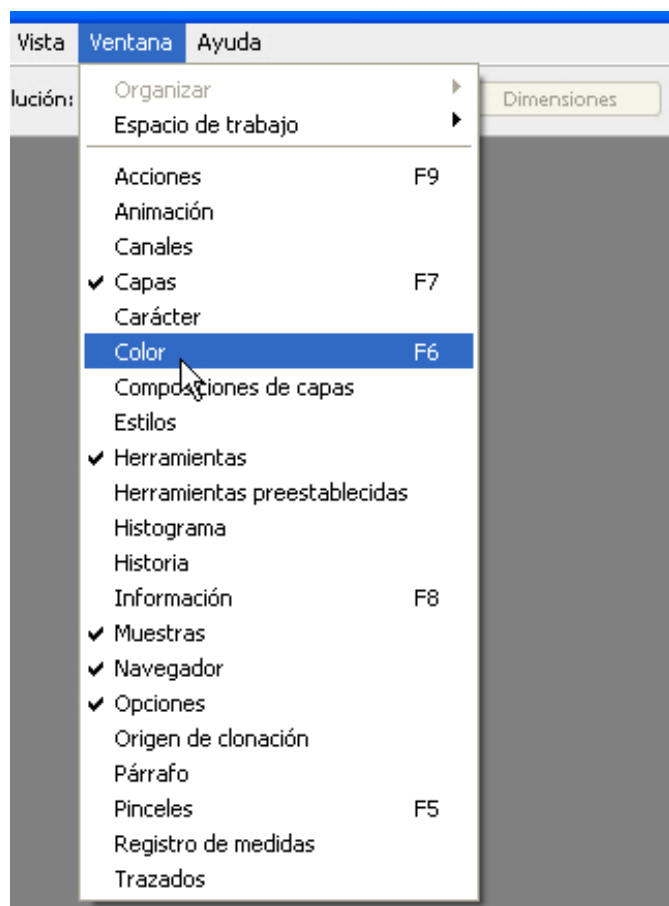 Vista Ventana Ayuda
lución: Dimensiones
Organizar
Espacio de trabajo
Acciones F9
Animación
Canales
Capas F7
Carácter
Color F6
Composiciones de capas
Estilos
Herramientas
Herramientas preestablecidas
Histograma
Historia
Información F8
Muestras
Navegador
Opciones
Origen de clonación
Párrafo
Pinceles F5
Registro de medidas
Trazados